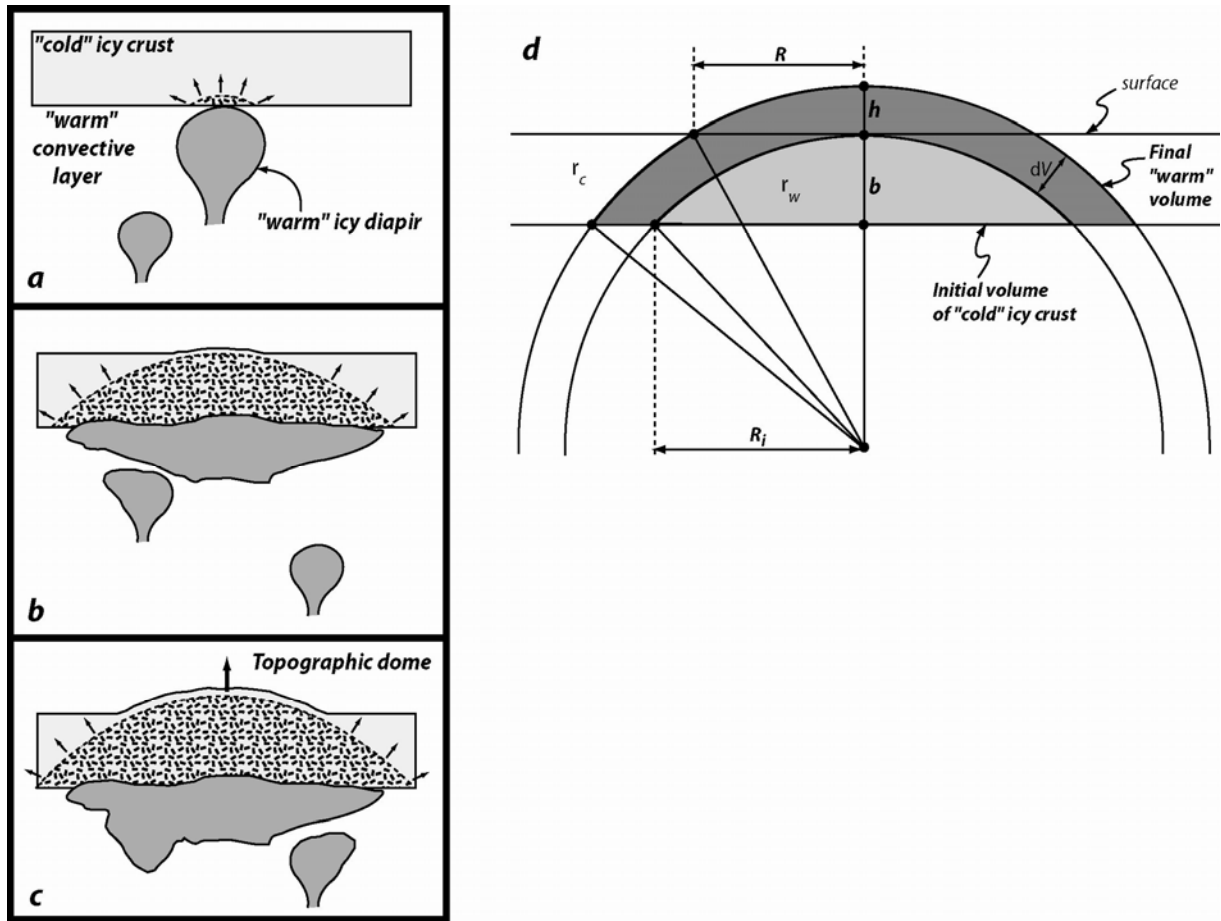 "cold" icy crust
"warm"
convective
layer
"warm" icy diapir
a
b
Topographic dome
c
d
R
surface
h
r_c
dV
Final
"warm"
volume
r_w
b
Initial volume
of "cold" icy crust
R_i